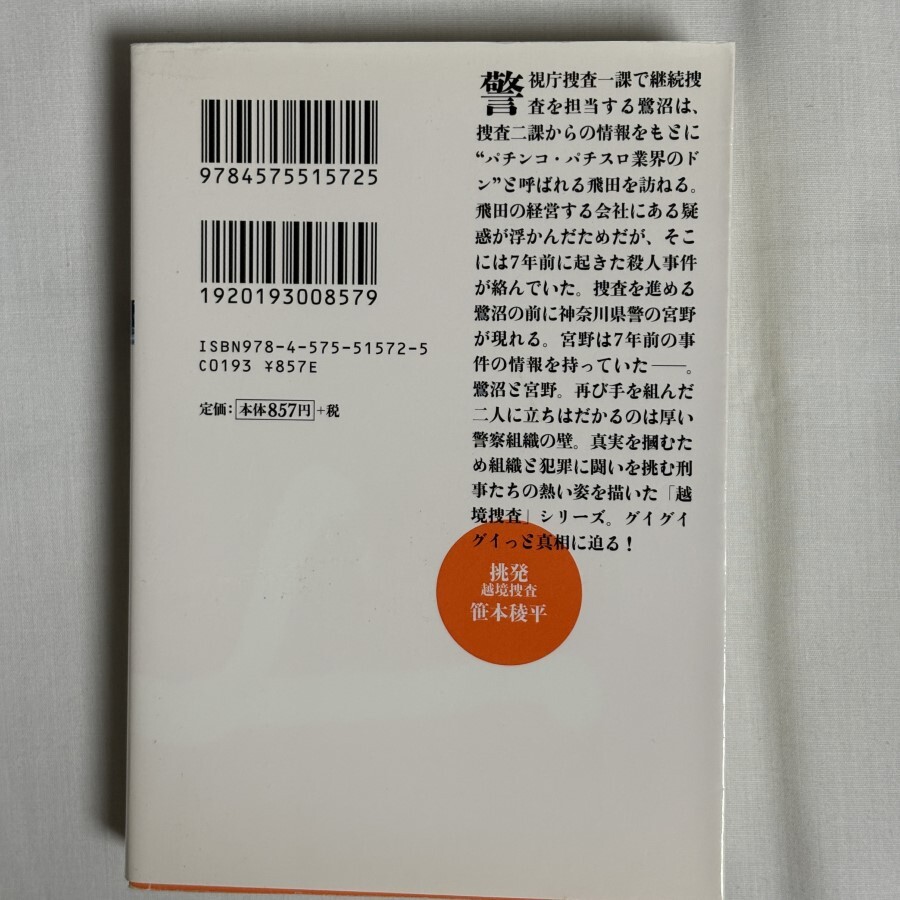 9784575515725
1920193008579
ISBN978-4-575-51572-5
C0193 ¥857E
定価:本体857円+税
警視庁捜査一課で継続捜
査を担当する鷺沼は、
捜査二課からの情報をもとに
“パチンコ・パチスロ業界のド
ン”と呼ばれる飛田を訪ねる。
飛田の経営する会社にある疑
惑が浮かんだためだが、そこ
には7年前に起きた殺人事件
が絡んでいた。捜査を進める
鷺沼の前に神奈川県警の宮野
が現れる。宮野は7年前の事
件の情報を持っていた――。
鷺沼と宮野。再び手を組んだ
二人に立ちはだかるのは厚い
警察組織の壁。真実を掴むた
め組織と犯罪に闘いを挑む刑
事たちの熱い姿を描いた「越
境捜査」シリーズ。グイグイ
グイっと真相に迫る!
挑発
越境捜査
笹本稜平